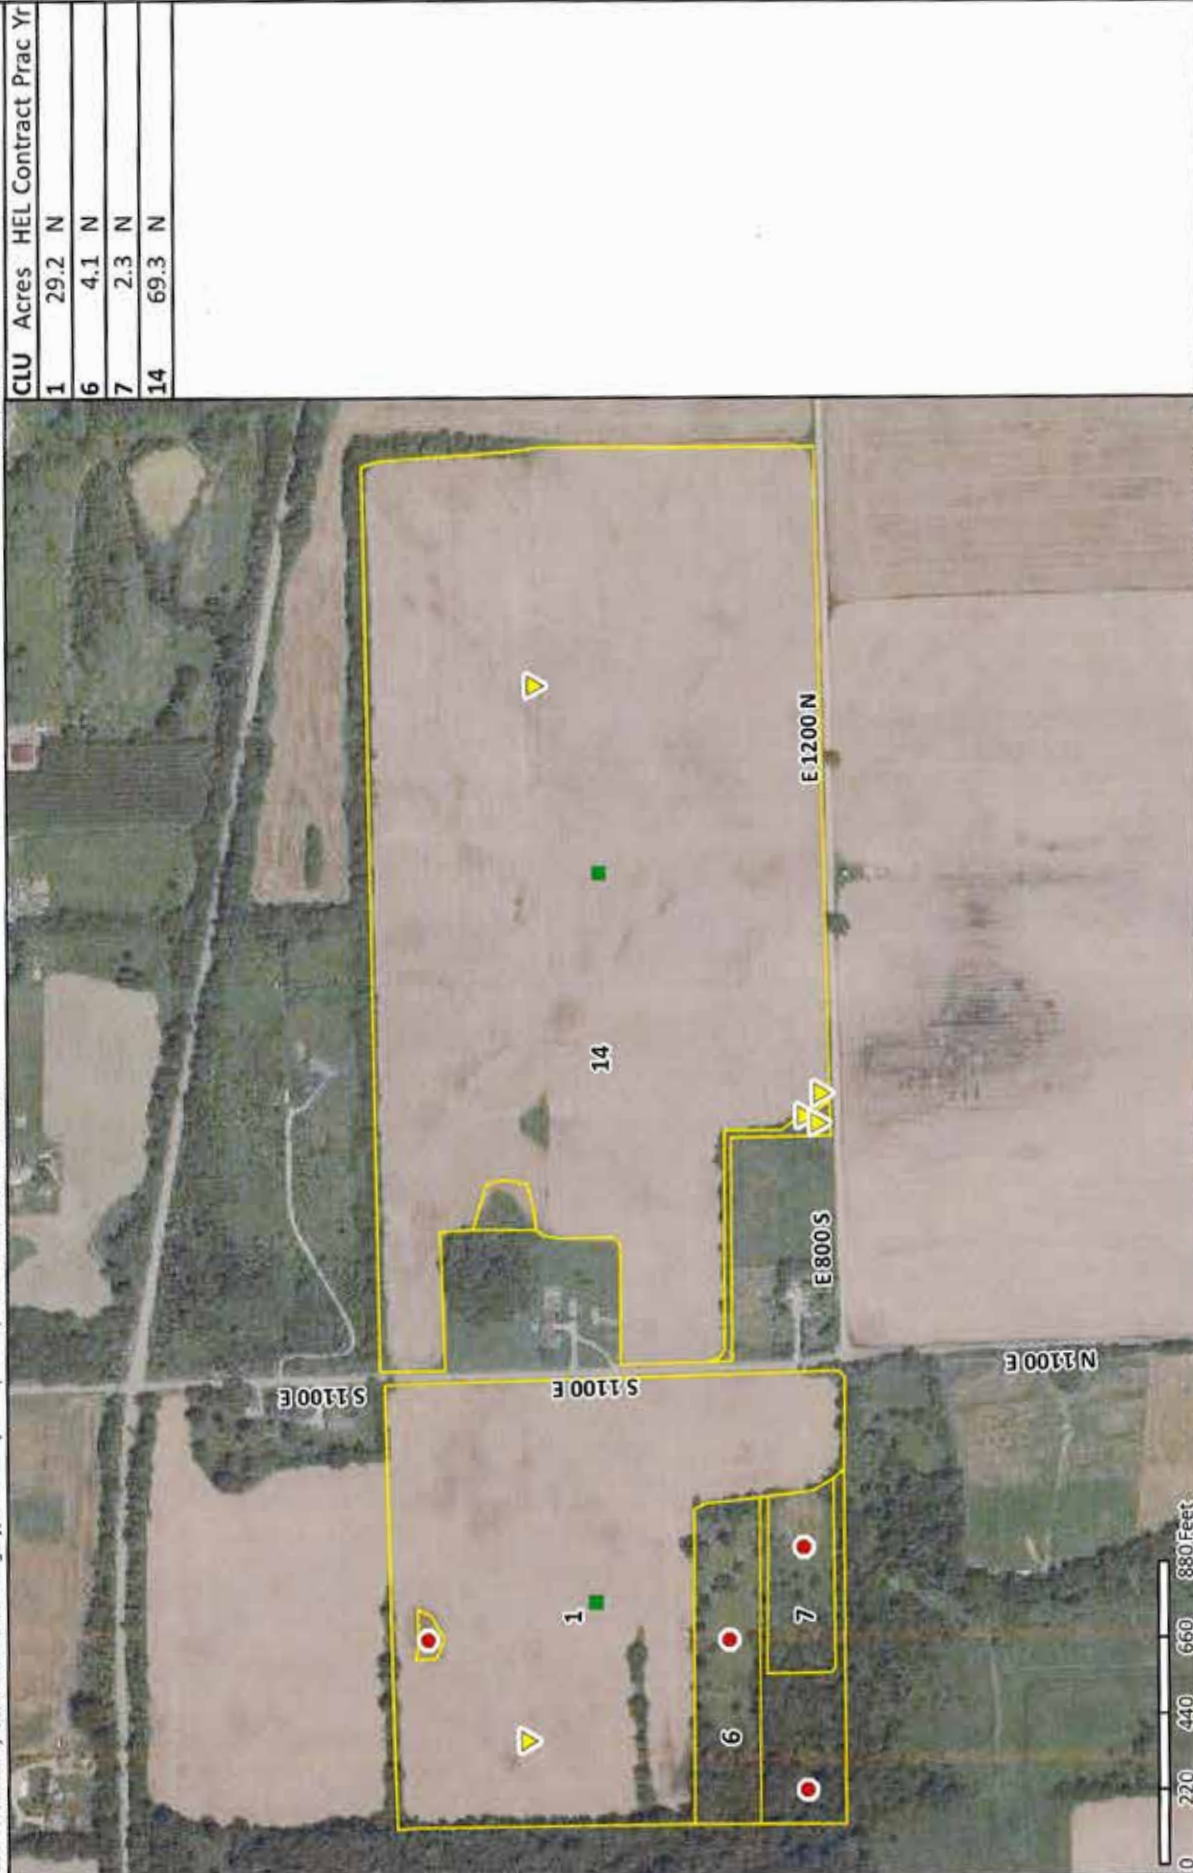 CLU Acres HEL Contract Prac Yr
1 29.2 N
6 4.1 N
7 2.3 N
14 69.3 N
S 1100 E
S 1100 E
N 1100 E
E 1200 N
E 800 S
14
1
6
7
0 220 440 660 880 Feet